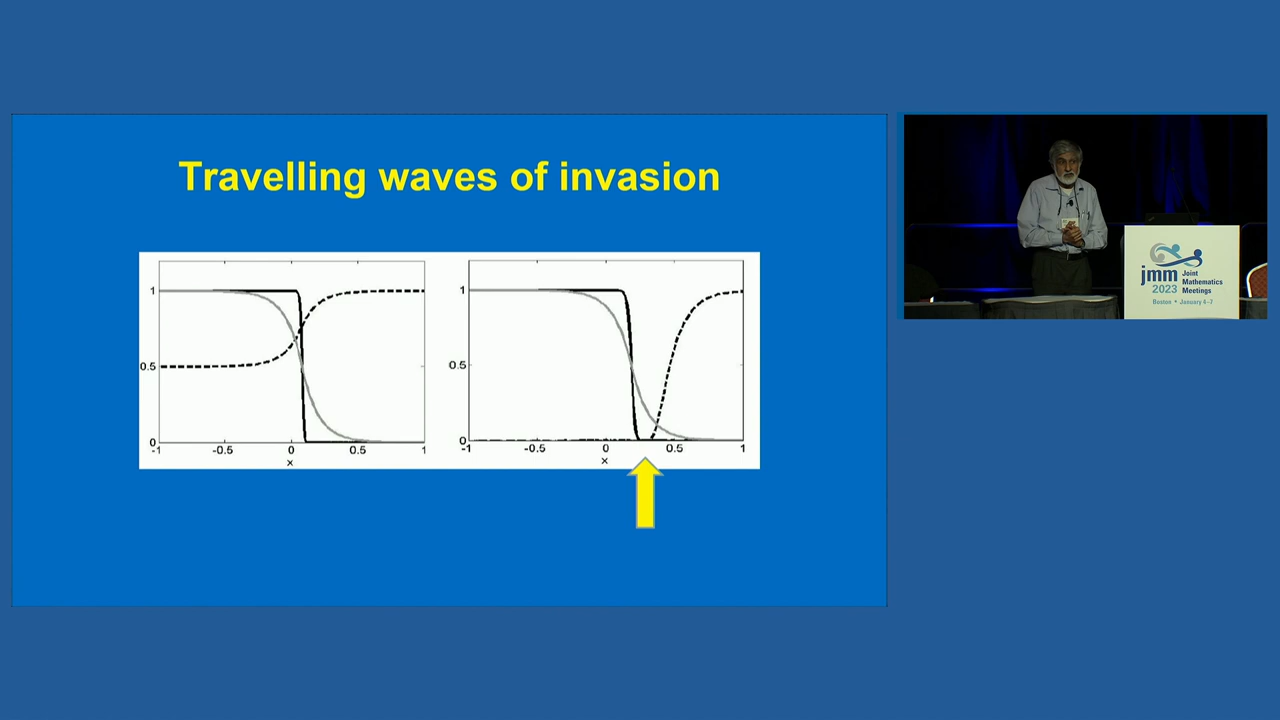 Travelling waves of invasion
1
0.5
0
-1
-0.5
0
0.5
1
x
1
0.5
0
-1
-0.5
0
0.5
1
x
jmm
2023
Joint
Mathematics
Meetings
Boston • January 4–7